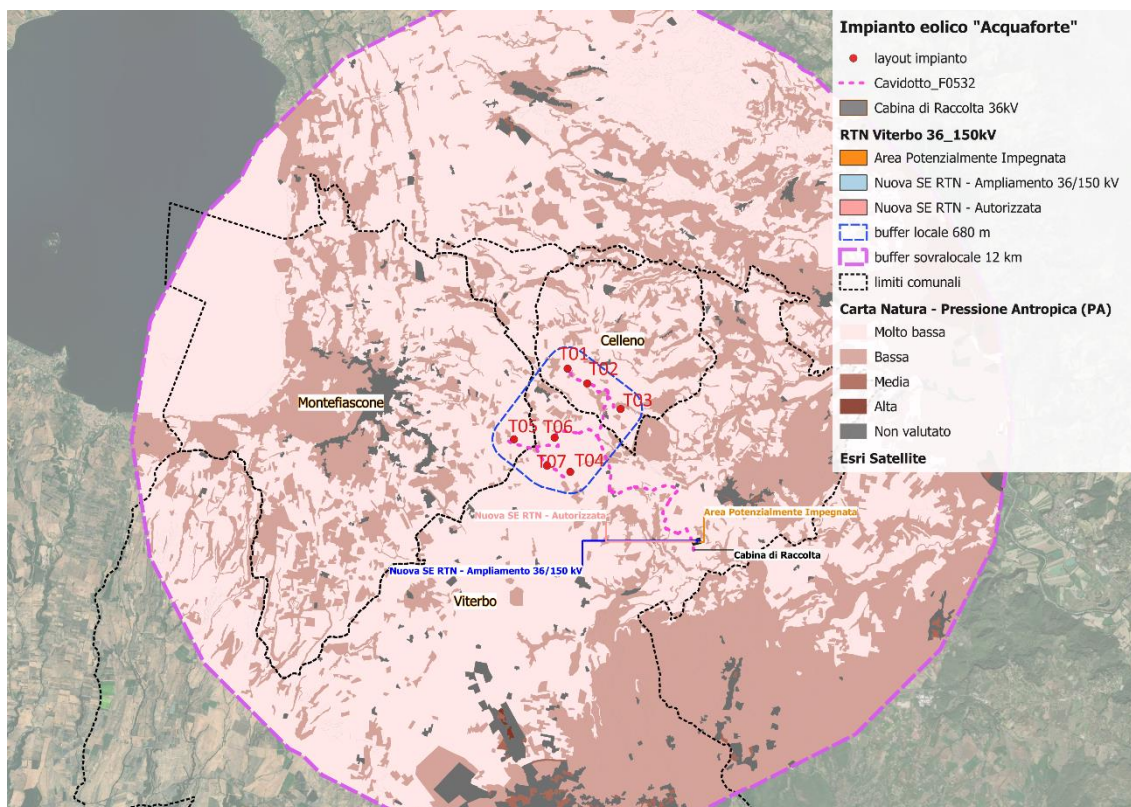 Impianto eolico "Acquaforte"
layout impianto
Cavidotto_F0532
Cabina di Raccolta 36kV
RTN Viterbo 36_150kV
Area Potenzialmente Impegnata
Nuova SE RTN - Ampliamento 36/150 kV
Nuova SE RTN - Autorizzata
buffer locale 680 m
buffer sovralocale 12 km
limiti comunali
Carta Natura - Pressione Antropica (PA)
Molto bassa
Bassa
Media
Alta
Non valutato
Esri Satellite
Celleno
T01
T02
Montefiascone
T03
T05
T06
T07
T04
Nuova SE RTN - Autorizzata
Area Potenzialmente Impegnata
Cabina di Raccolta
Nuova SE RTN - Ampliamento 36/150 kV
Viterbo